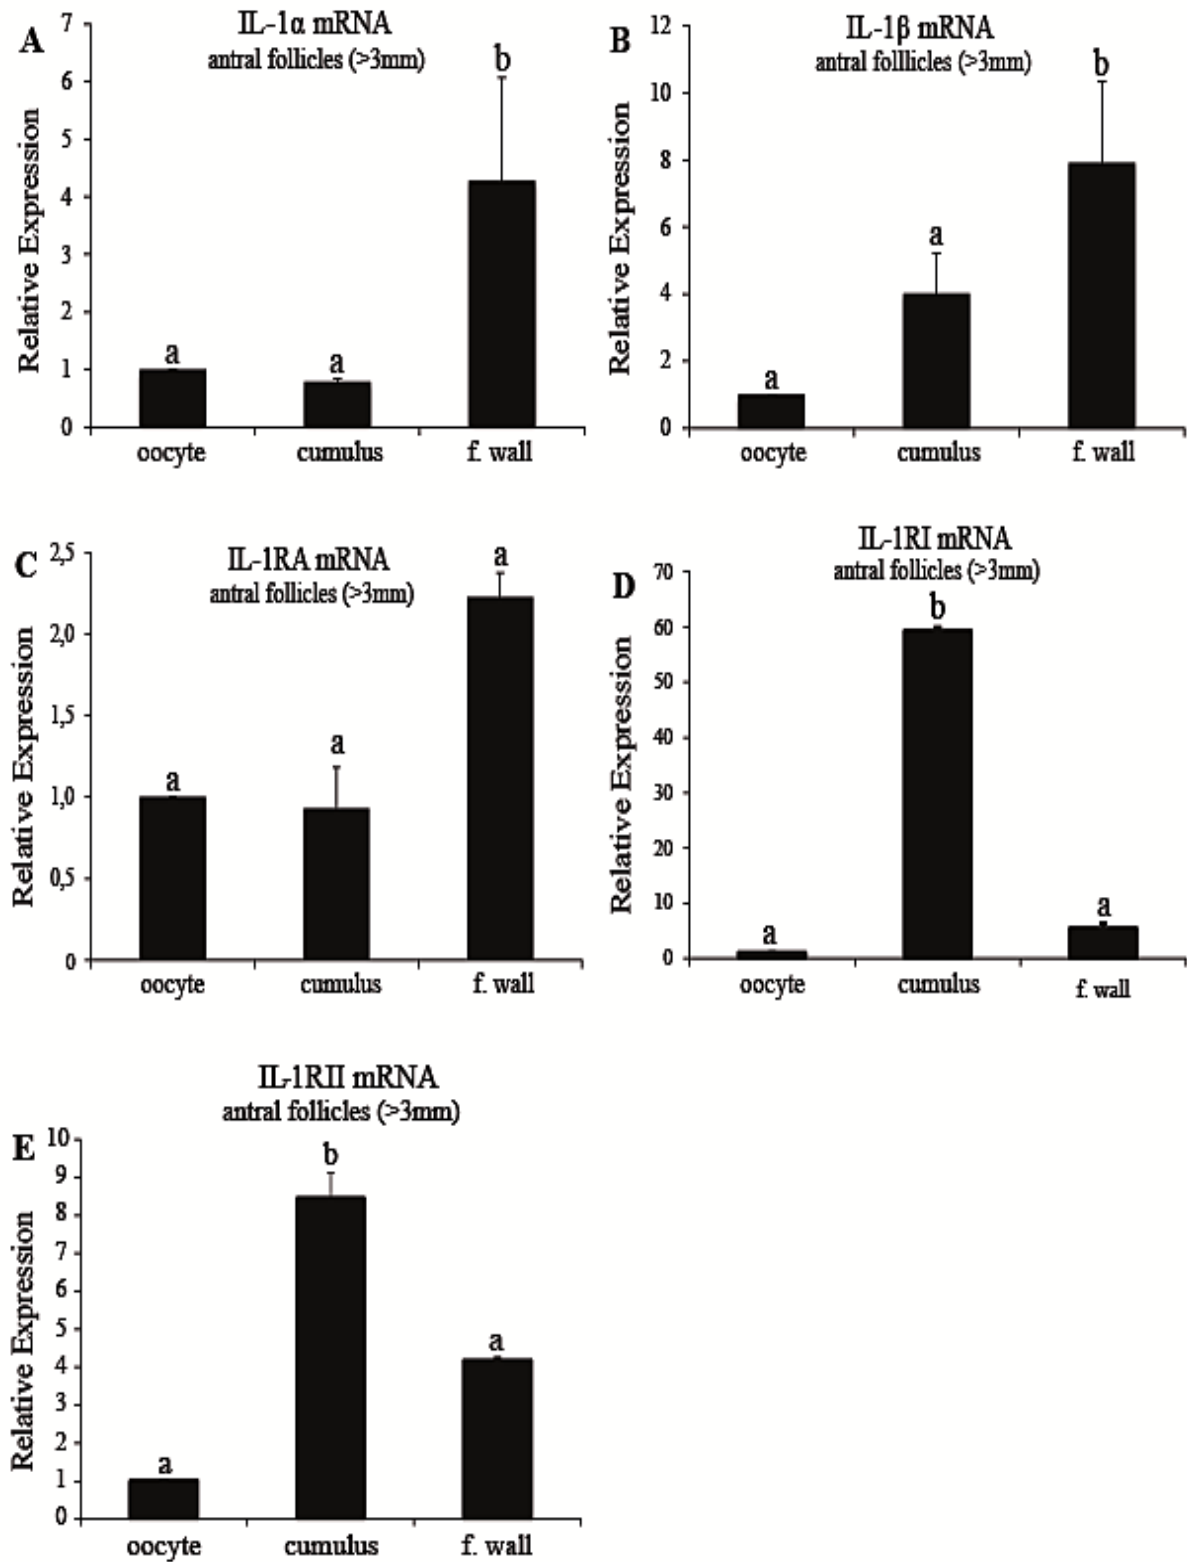 A
IL-1α mRNA
antral follicles (>3mm)
Relative Expression
7
6
5
4
3
2
1
0
a
a
b
oocyte cumulus f. wall
B
IL-1β mRNA
antral folllicles (>3mm)
Relative Expression
12
10
8
6
4
2
0
a
a
b
oocyte cumulus f. wall
C
IL-1RA mRNA
antral follicles (>3mm)
Relative Expression
2,5
2,0
1,5
1,0
0,5
0
a
a
a
oocyte cumulus f. wall
D
IL-1RI mRNA
antral follicles (>3mm)
Relative Expression
70
60
50
40
30
20
10
0
a
b
a
oocyte cumulus f. wall
E
IL-1RII mRNA
antral follicles (>3mm)
Relative Expression
10
9
8
7
6
5
4
3
2
1
0
a
b
a
oocyte cumulus f. wall